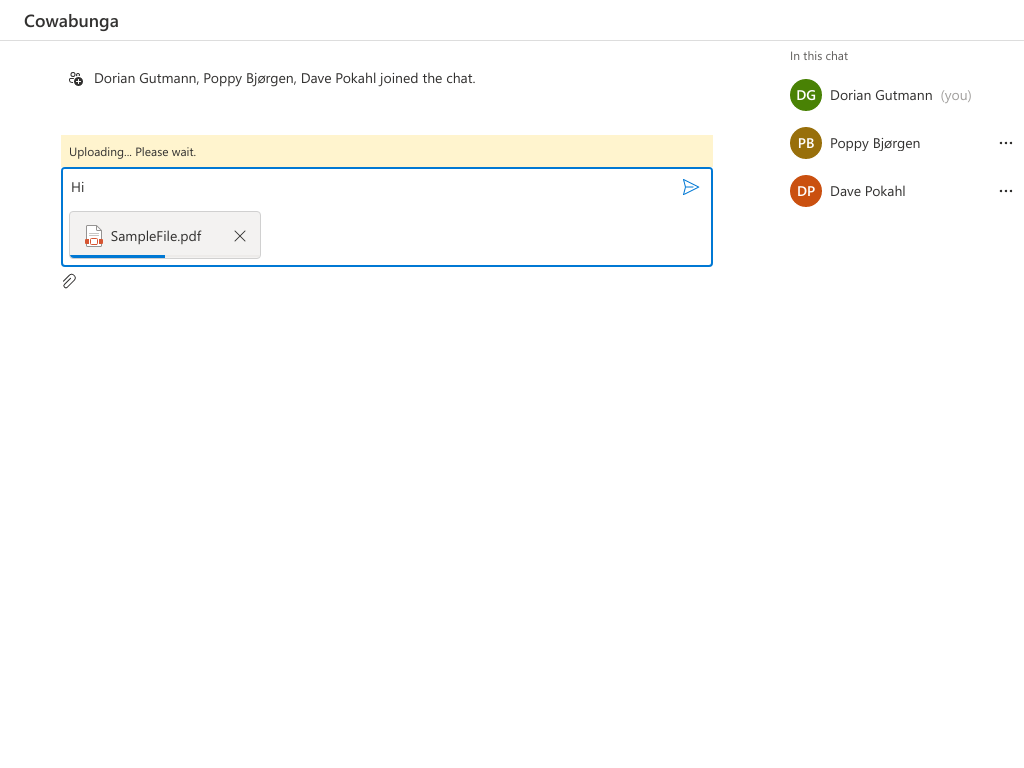 Cowabunga
Dorian Gutmann, Poppy Bjørgen, Dave Pokahl joined the chat.
Uploading... Please wait.
Hi
SampleFile.pdf
In this chat
DG Dorian Gutmann (you)
PB Poppy Bjørgen
DP Dave Pokahl